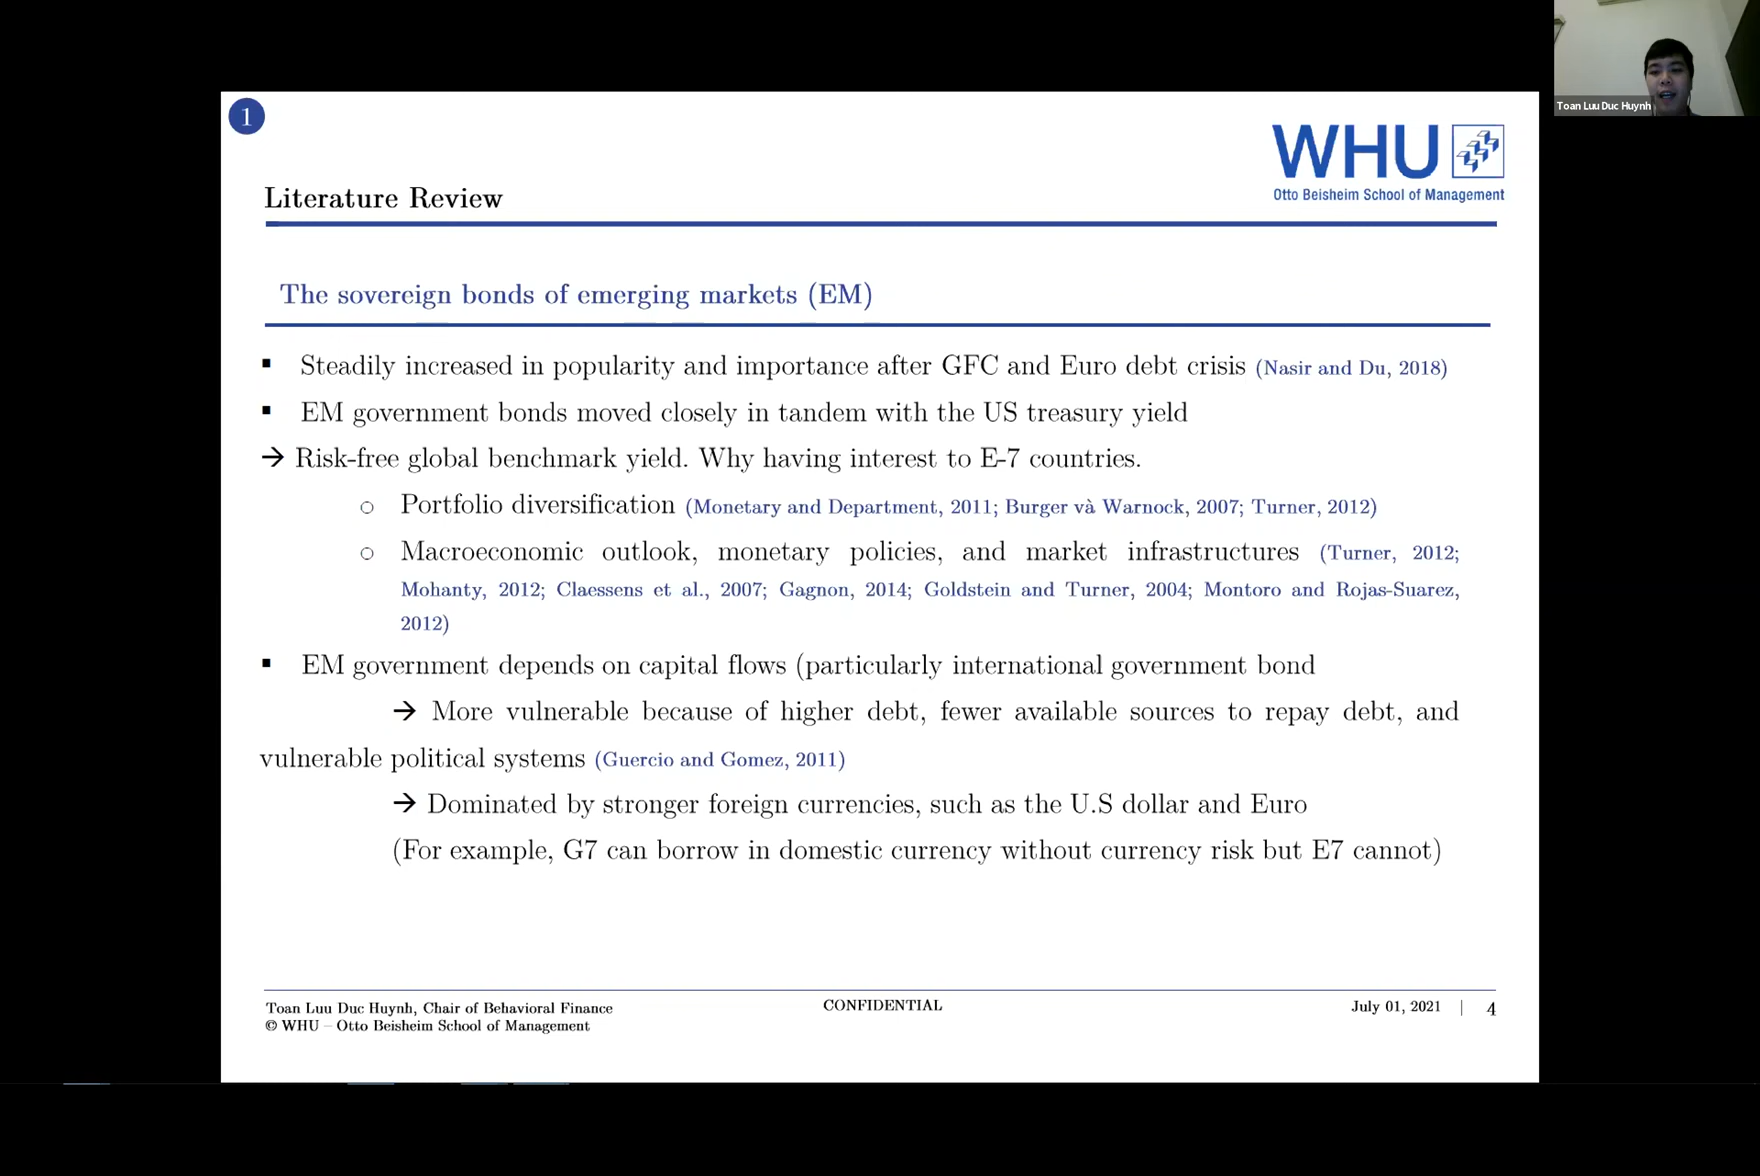 1
WHU
Otto Beisheim School of Management
Toan Luu Duc Huynh
Literature Review
The sovereign bonds of emerging markets (EM)
▪ Steadily increased in popularity and importance after GFC and Euro debt crisis (Nasir and Du, 2018)
▪ EM government bonds moved closely in tandem with the US treasury yield
→ Risk-free global benchmark yield. Why having interest to E-7 countries.
○ Portfolio diversification (Monetary and Department, 2011; Burger và Warnock, 2007; Turner, 2012)
○ Macroeconomic outlook, monetary policies, and market infrastructures (Turner, 2012;
Mohanty, 2012; Claessens et al., 2007; Gagnon, 2014; Goldstein and Turner, 2004; Montoro and Rojas-Suarez,
2012)
▪ EM government depends on capital flows (particularly international government bond
→ More vulnerable because of higher debt, fewer available sources to repay debt, and
vulnerable political systems (Guercio and Gomez, 2011)
→ Dominated by stronger foreign currencies, such as the U.S dollar and Euro
(For example, G7 can borrow in domestic currency without currency risk but E7 cannot)
Toan Luu Duc Huynh, Chair of Behavioral Finance
© WHU – Otto Beisheim School of Management
CONFIDENTIAL
July 01, 2021 | 4